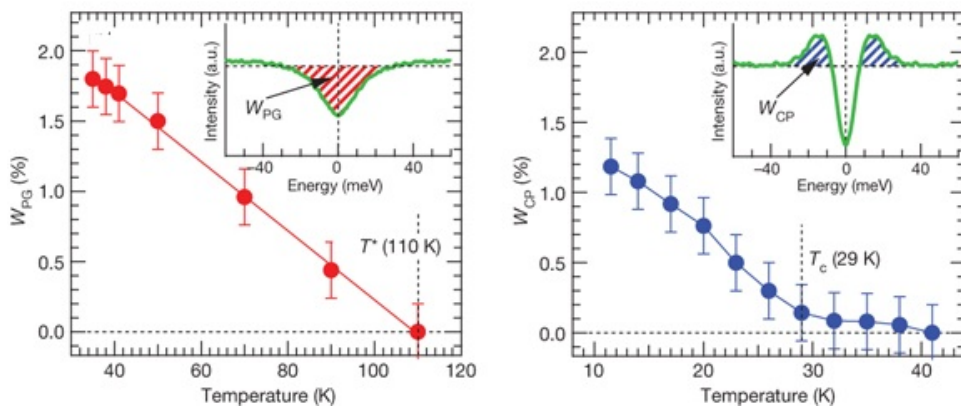 2.0
1.5
1.0
0.5
0.0
W_PG (%)
40 60 80 100 120
Temperature (K)
T* (110 K)
Intensity (a.u.)
W_PG
−40 0 40
Energy (meV)
2.0
1.5
1.0
0.5
0.0
W_CP (%)
10 20 30 40
Temperature (K)
T_c (29 K)
Intensity (a.u.)
W_CP
−40 0 40
Energy (meV)